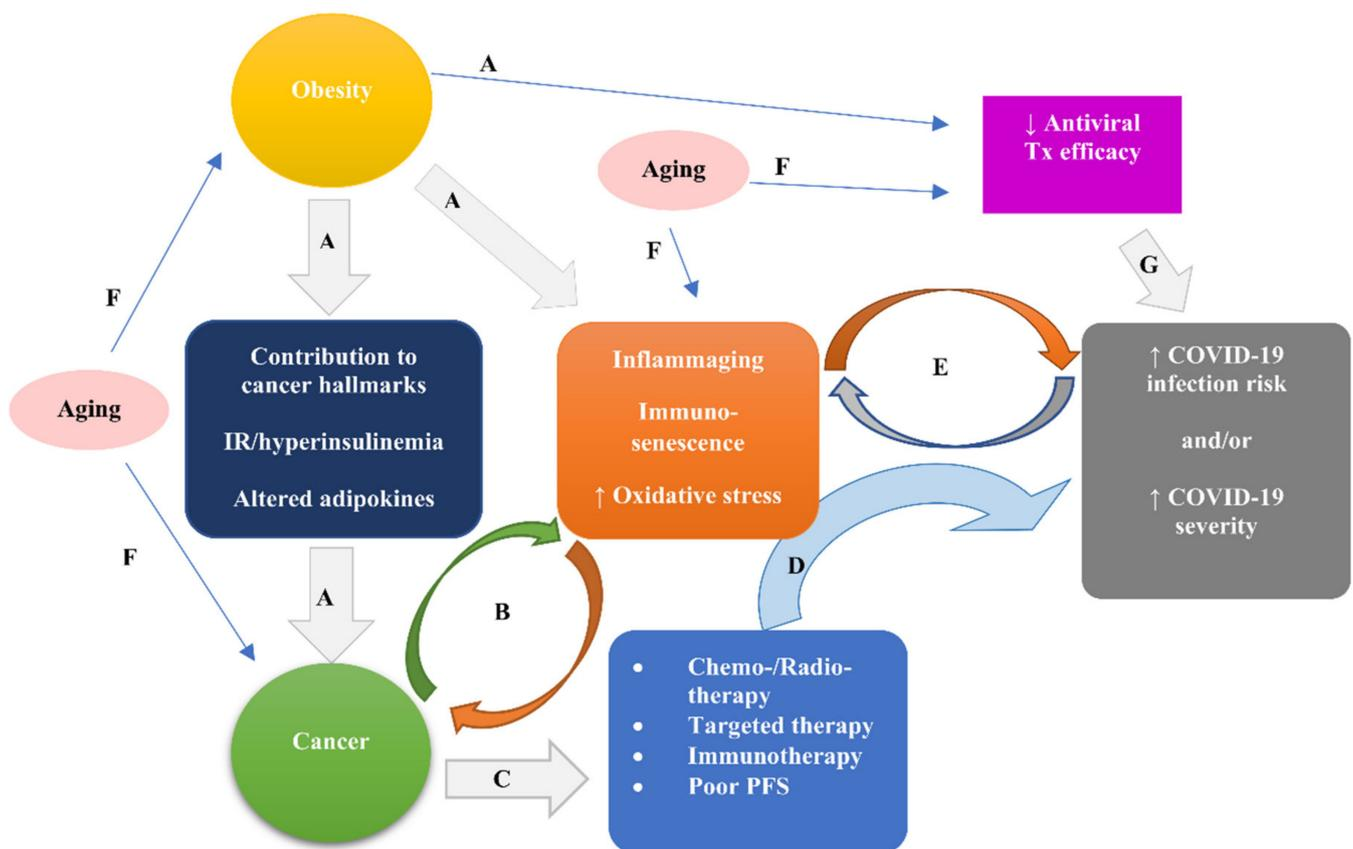 Obesity
A
↓ Antiviral
Tx efficacy
Aging
F
A
A
F
G
F
Contribution to
cancer hallmarks
IR/hyperinsulinemia
Altered adipokines
Inflammaging
Immuno-
senescence
↑ Oxidative stress
E
↑ COVID-19
infection risk
and/or
↑ COVID-19
severity
Aging
F
A
B
D
Cancer
C
• Chemo-/Radio-
therapy
• Targeted therapy
• Immunotherapy
• Poor PFS